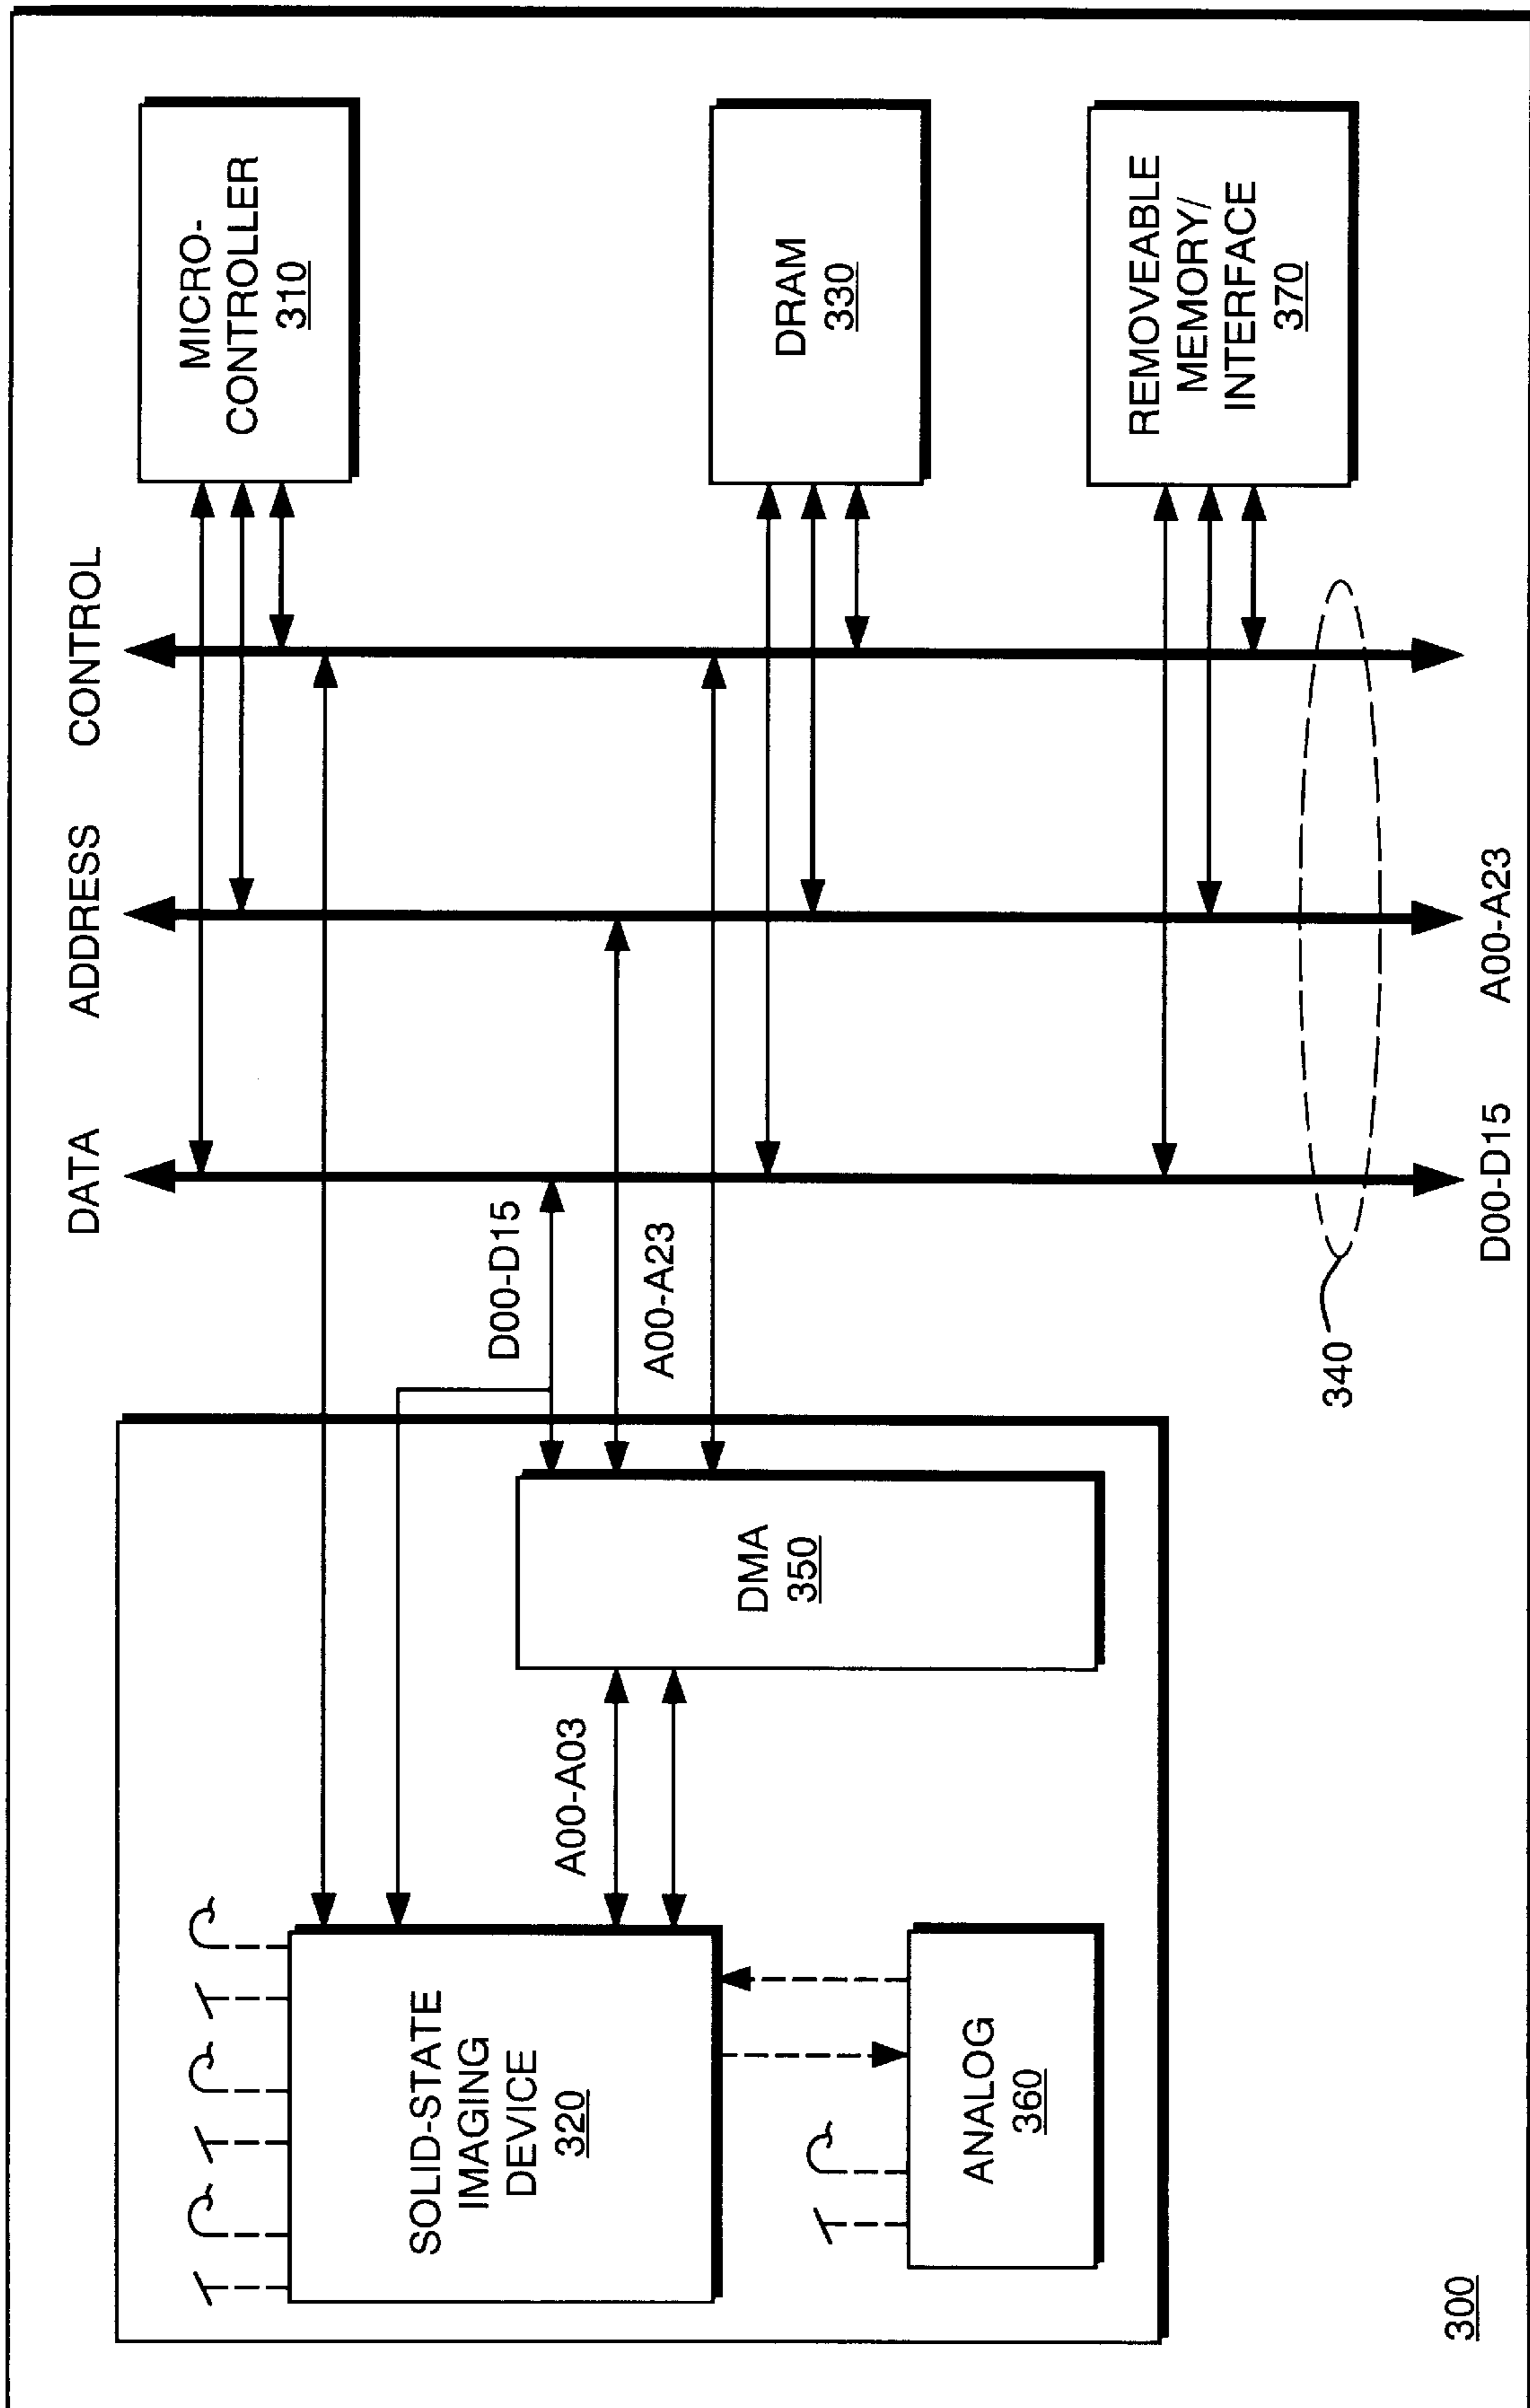 DATA
ADDRESS
CONTROL
MICRO-
CONTROLLER
310
SOLID-STATE
IMAGING
DEVICE
320
D00-D15
A00-A03
A00-A23
DMA
350
DRAM
330
ANALOG
360
REMOVEABLE
MEMORY/
INTERFACE
370
340
D00-D15
A00-A23
300